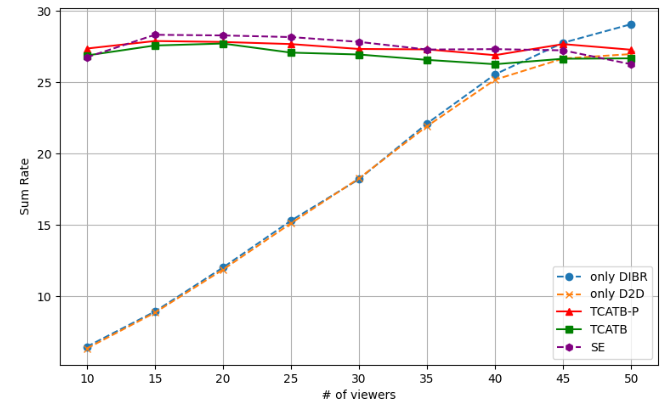 30
25
20
15
10
Sum Rate
10 15 20 25 30 35 40 45 50
# of viewers
only DIBR
only D2D
TCATB-P
TCATB
SE